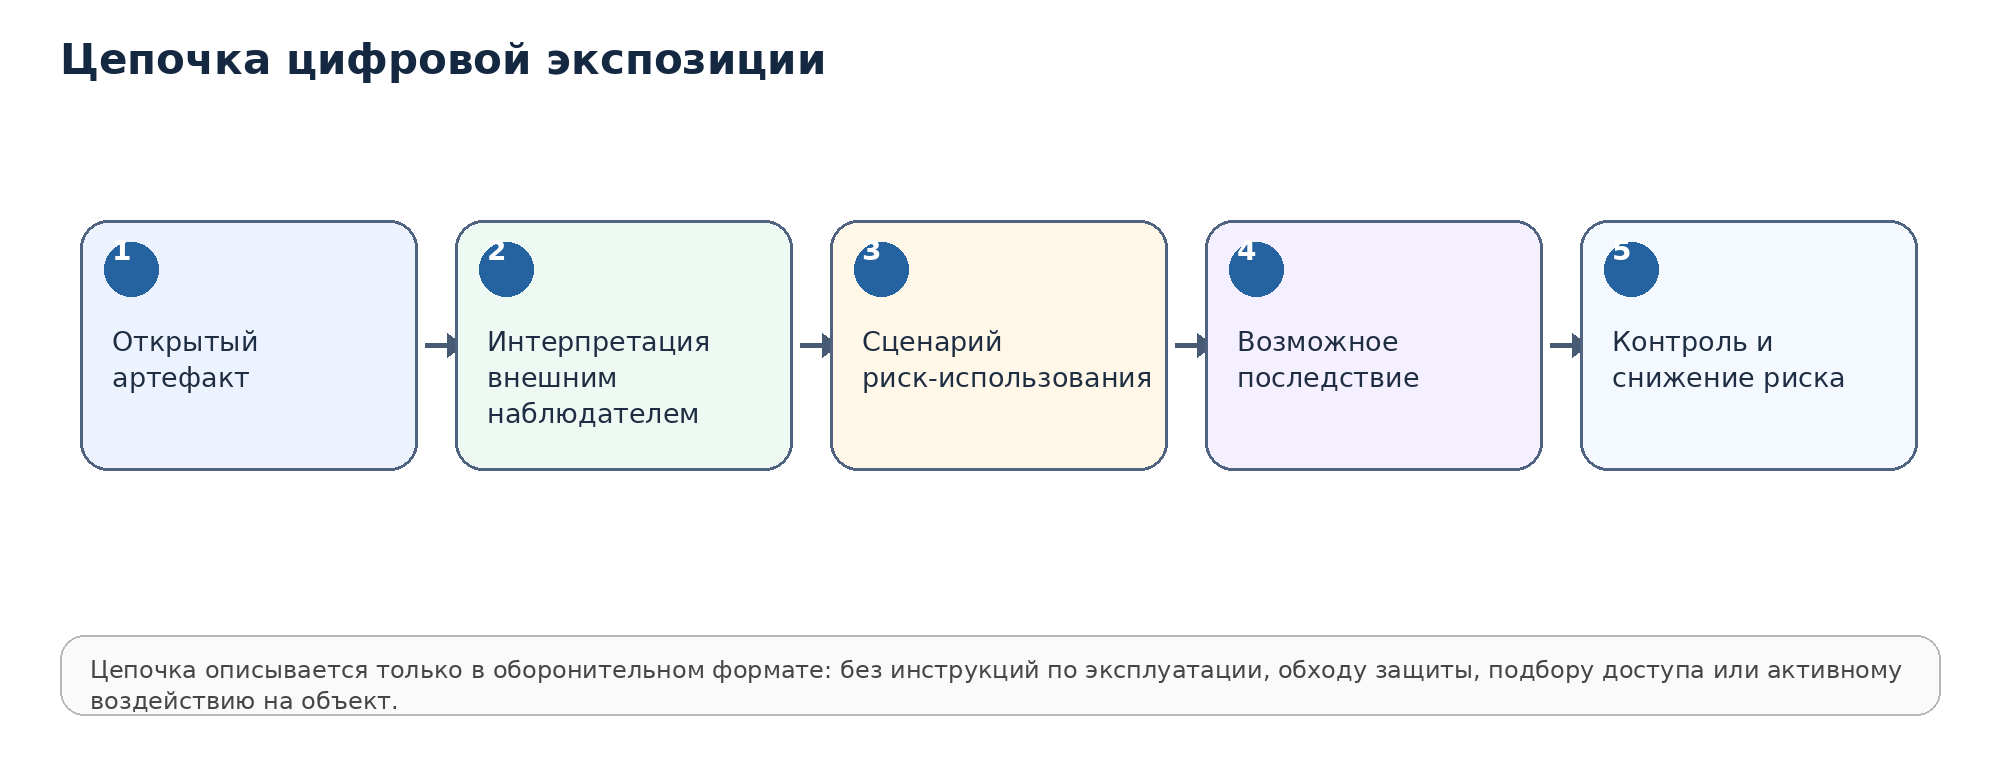 Цепочка цифровой экспозиции
1
Открытый
артефакт
2
Интерпретация
внешним
наблюдателем
3
Сценарий
риск-использования
4
Возможное
последствие
5
Контроль и
снижение риска
Цепочка описывается только в оборонительном формате: без инструкций по эксплуатации, обходу защиты, подбору доступа или активному
воздействию на объект.